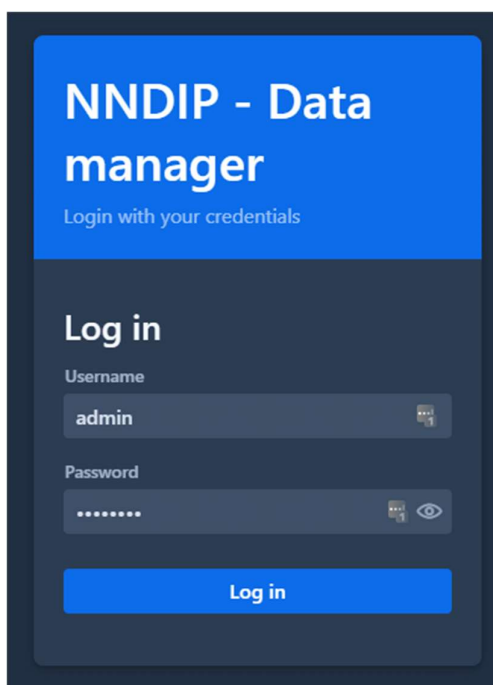 NNDIP - Data
manager
Login with your credentials
Log in
Username
admin
Password
••••••••
Log in